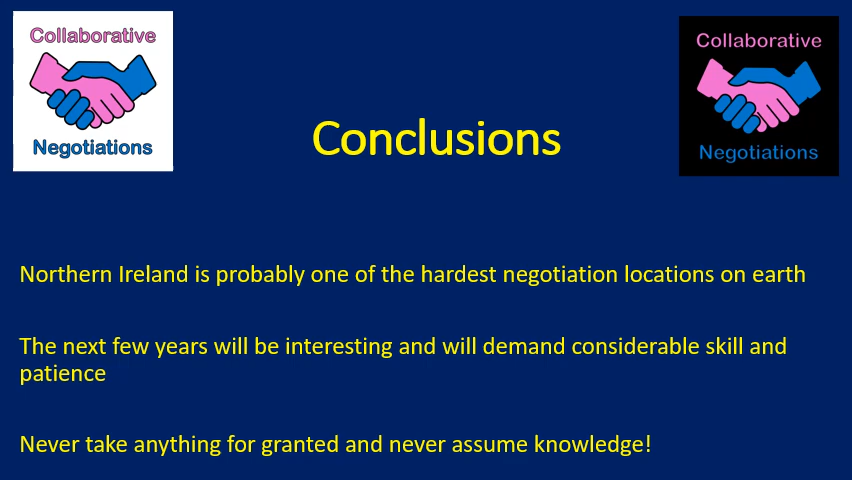 Collaborative
Negotiations
Collaborative
Negotiations
Conclusions
Northern Ireland is probably one of the hardest negotiation locations on earth
The next few years will be interesting and will demand considerable skill and
patience
Never take anything for granted and never assume knowledge!